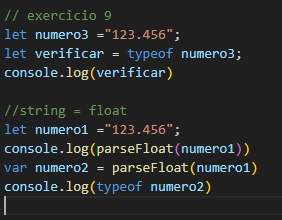 // exercicio 9
let numero3 ="123.456";
let verificar = typeof numero3;
console.log(verificar)
//string = float
let numero1 ="123.456";
console.log(parseFloat(numero1))
var numero2 = parseFloat(numero1)
console.log(typeof numero2)